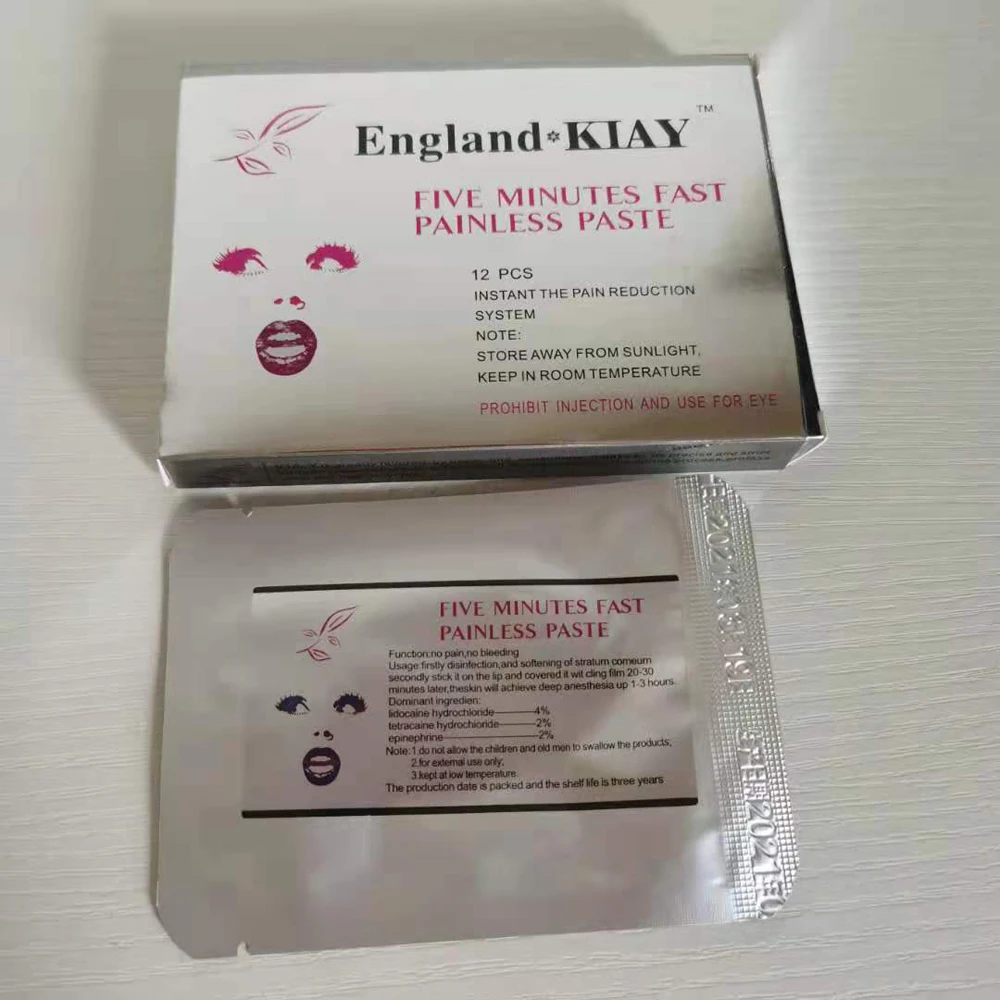 England*KIAY™
FIVE MINUTES FAST
PAINLESS PASTE
12 PCS
INSTANT THE PAIN REDUCTION
SYSTEM
NOTE:
STORE AWAY FROM SUNLIGHT,
KEEP IN ROOM TEMPERATURE
PROHIBIT INJECTION AND USE FOR EYE
FIVE MINUTES FAST
PAINLESS PASTE
Function:no pain,no bleeding
Usage firstly disinfection,and softening of stratum corneum
secondly stick it on the lip and covered it wit cling film 20-30
minutes later,theskin will achieve deep anesthesia up 1-3 hours.
Dominant ingredien:
lidocaine hydrochloride———4%
tetracaine hydrochloride———2%
epinephrine———2%
Note:1.do not allow the children and old men to swallow the products;
2.for external use only;
3.kept at low temperature.
The production date is packed and the shelf life is three years